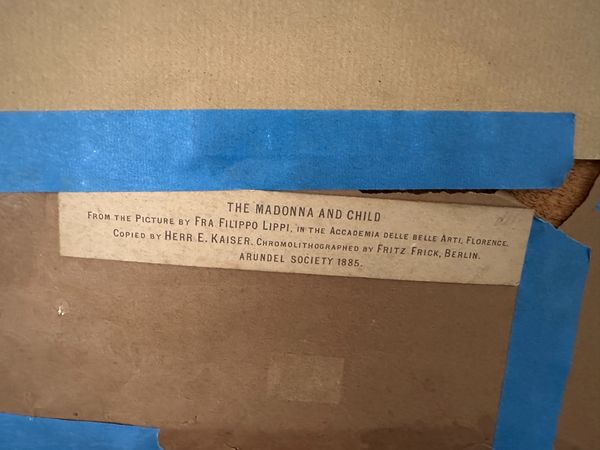 THE MADONNA AND CHILD
FROM THE PICTURE BY FRA FILIPPO LIPPI, IN THE ACCADEMIA DELLE BELLE ARTI, FLORENCE.
COPIED BY HERR E. KAISER. CHROMOLITHOGRAPHED BY FRITZ FRICK, BERLIN.
ARUNDEL SOCIETY 1885.